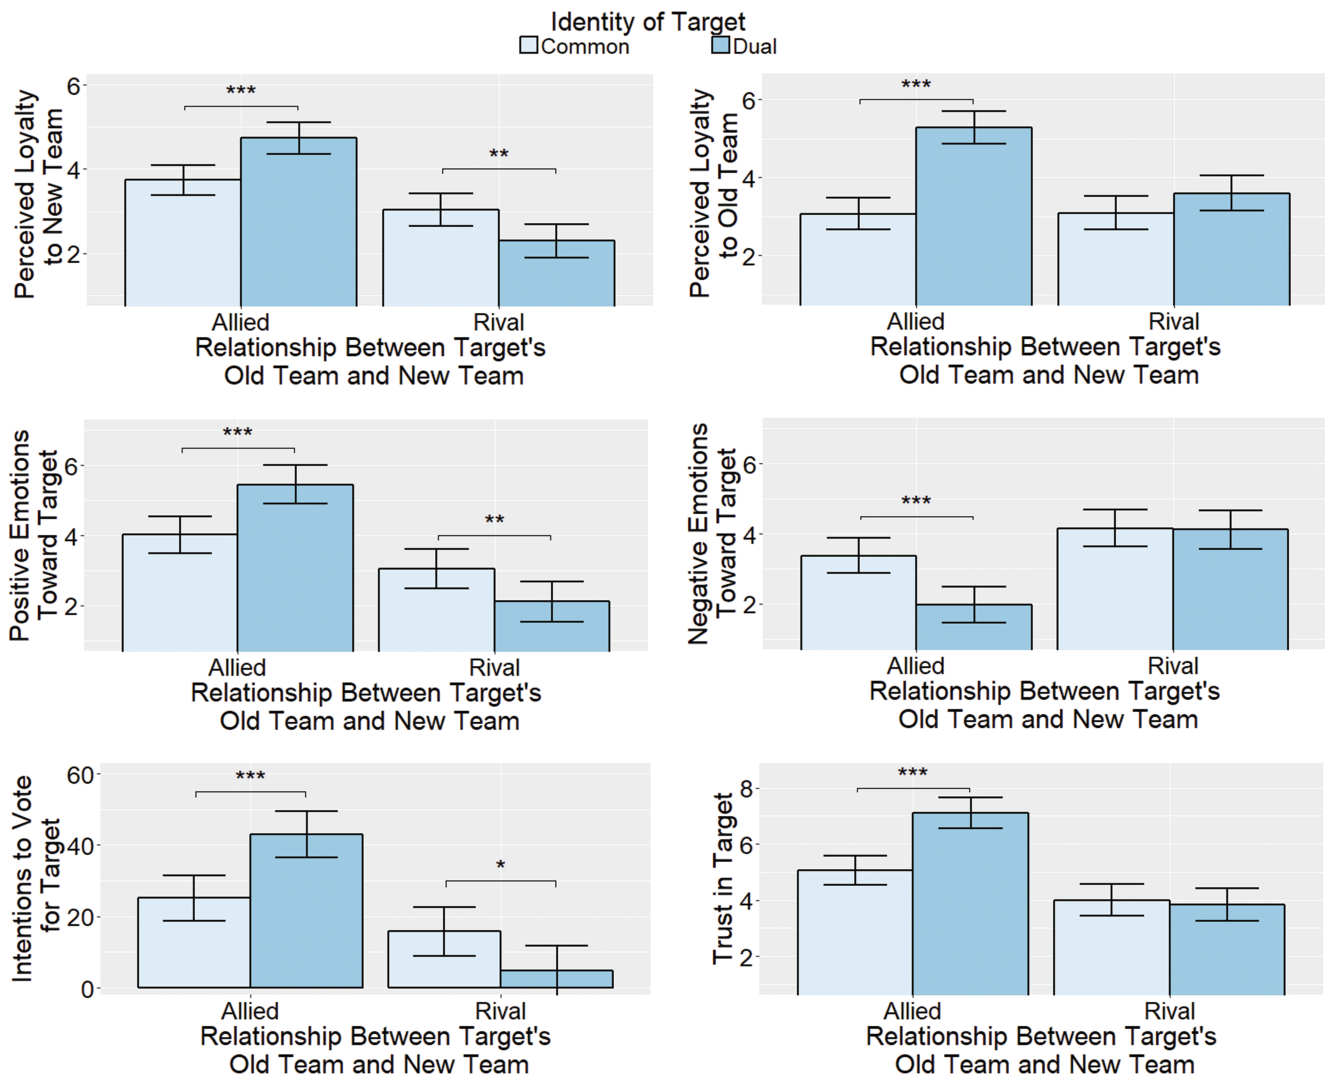 Identity of Target
Common
Dual
Perceived Loyalty
to New Team
6
4
2
***
**
Allied
Rival
Relationship Between Target's
Old Team and New Team
Perceived Loyalty
to Old Team
6
4
2
***
Allied
Rival
Relationship Between Target's
Old Team and New Team
Positive Emotions
Toward Target
6
4
2
***
**
Allied
Rival
Relationship Between Target's
Old Team and New Team
Negative Emotions
Toward Target
6
4
2
***
Allied
Rival
Relationship Between Target's
Old Team and New Team
Intentions to Vote
for Target
60
40
20
0
***
*
Allied
Rival
Relationship Between Target's
Old Team and New Team
Trust in Target
8
6
4
2
***
Allied
Rival
Relationship Between Target's
Old Team and New Team